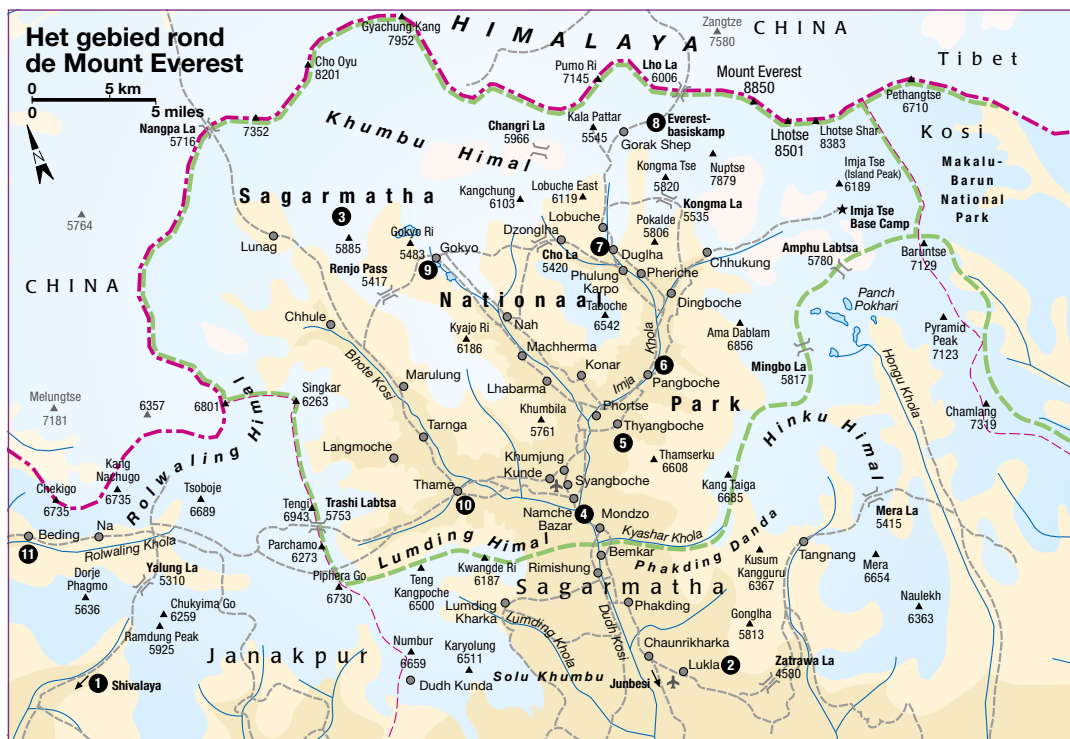 Het gebied rond
de Mount Everest
0 5 km
0 5 miles
N
HIMALAYA
CHINA
Tibet
Kosi
Gyachung Kang
7952
Cho Oyu
8201
Zangtze
7580
Pumo Ri
7145
Lho La
6006
Mount Everest
8850
Pethangtse
6710
Nangpa La
5716
7352
Khumbu Himal
Changri La
5966
Kala Pattar
5545
8
Everest-
basiskamp
Gorak Shep
Lhotse
8501
Lhotse Shar
8383
Nuptse
7879
Kongma Tse
5820
Imja Tse
(Island Peak)
6189
Makalu-
Barun
National
Park
Sagarmatha
3
Kangchung
6103
Lobuche East
6119
Kongma La
5535
Imja Tse
Base Camp
5764
Lunag
5885
Gokyo Ri
5483
Gokyo
Dzonglha
Lobuche
Pokalde
5806
7
Duglha
Amphu Labtsa
5780
Baruntse
7129
Renjo Pass
5417
9
Cho La
5420
Phulung
Karpo
Pheriche
Chhukung
CHINA
Nationaal
Taboche
6542
Dingboche
Panch
Pokhari
Chhule
Kyajo Ri
6186
Nah
Machherma
Ama Dablam
6856
Pyramid
Peak
7123
Bhote Kosi
Marulung
Lhabarma
Konar
Imja Khola
6
Pangboche
Mingbo La
5817
Hongu Khola
Melungtse
7181
6357
6801
Singkar
6263
Khumbila
5761
Phortse
Park
Chamlang
7319
Rolwaling Himal
Langmoche
Tarnga
Thyangboche
5
Hinku Himal
Kang
Nachugo
6735
Chekigo
6735
Tsoboje
6689
Tengi
6943
Trashi Labtsa
5753
Thame
10
Khumjung
Kunde
Syangboche
Thamserku
6608
Kang Taiga
6685
Mera La
5415
4
Namche
Bazar
Mondzo
Kyashar Khola
Beding
11
Na
Rolwaling Khola
Parchamo
6273
Lumding Himal
Bemkar
Phakding Danda
Tangnang
Mera
6654
Yalung La
5310
Piphera Go
6730
Teng
Kangpoche
6500
Kwangde Ri
6187
Rimishung
Sagarmatha
Kusum
Kangguru
6367
Dorje
Phagmo
5636
Chukyima Go
6259
Ramdung Peak
5925
Lumding
Kharka
Lumding Khola
Phakding
Gonglha
5813
Naulekh
6363
Janakpur
Numbur
6659
Karyolung
6511
Dudh Kosi
Chaunrikharka
Lukla
2
Zatrawa La
4580
1
Shivalaya
Dudh Kunda
Solu Khumbu
Junbesi